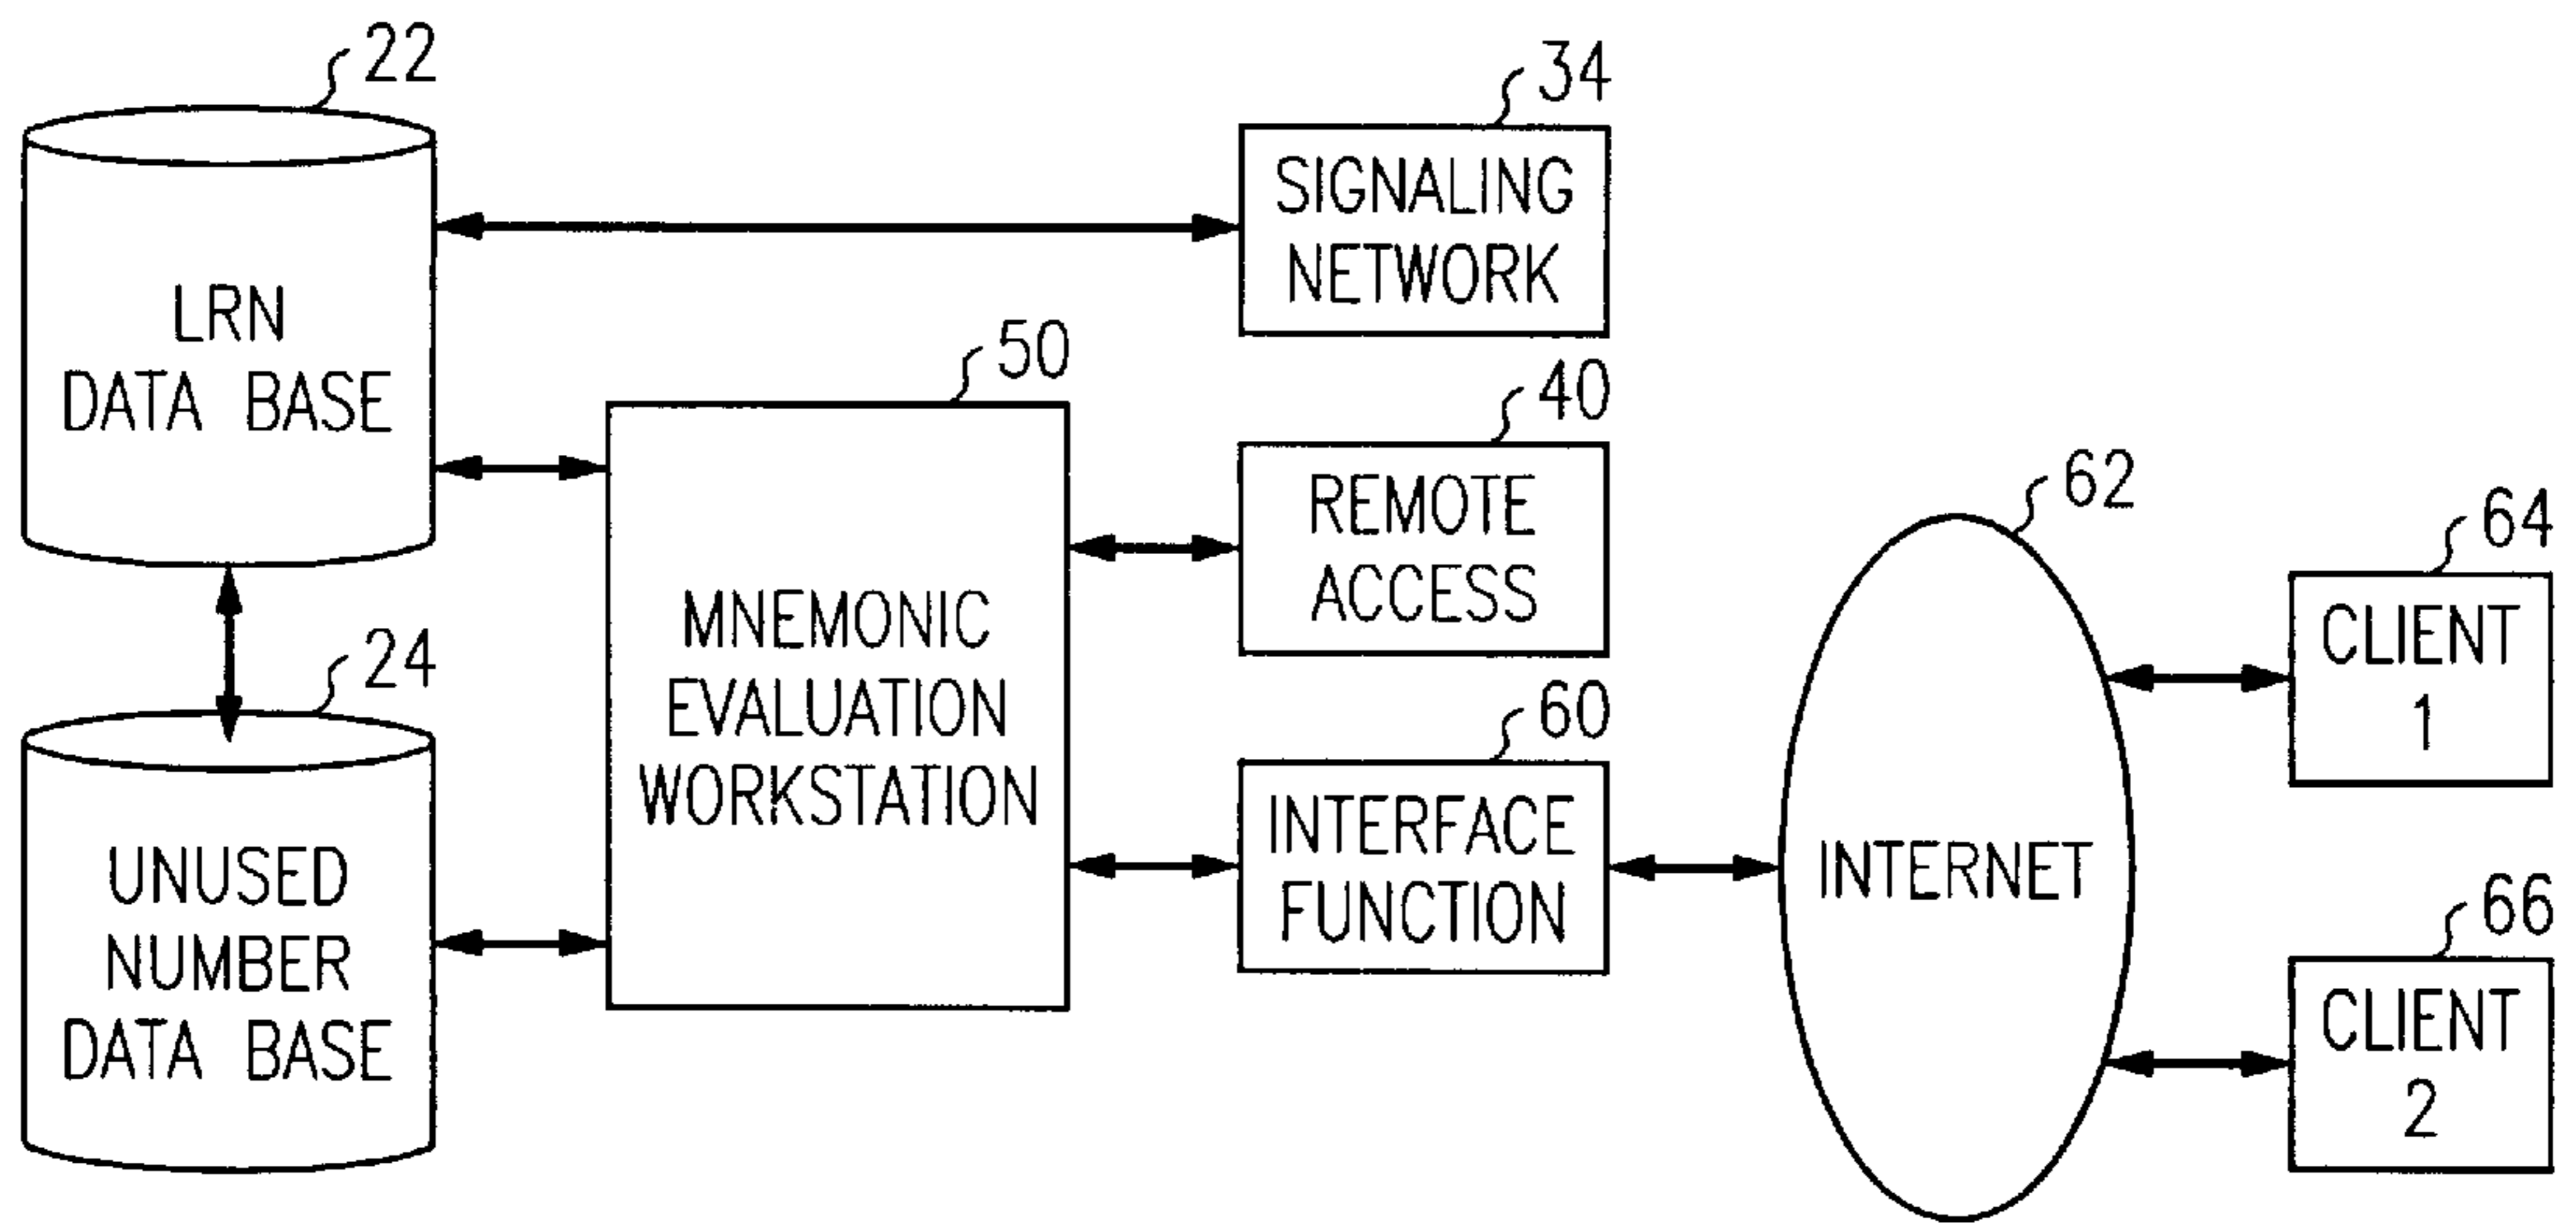 22
LRN
DATA BASE
34
SIGNALING
NETWORK
50
MNEMONIC
EVALUATION
WORKSTATION
40
REMOTE
ACCESS
24
UNUSED
NUMBER
DATA BASE
60
INTERFACE
FUNCTION
62
INTERNET
64
CLIENT
1
66
CLIENT
2